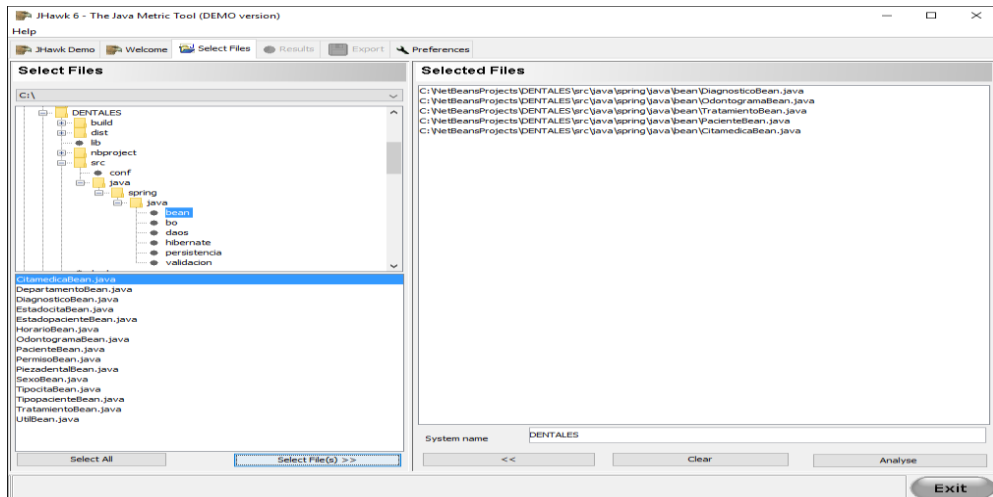 JHawk 6 - The Java Metric Tool (DEMO version)
Help
JHawk Demo Welcome Select Files Results Export Preferences
Select Files
C:\
DENTALES
build
dist
lib
nbproject
src
conf
java
spring
java
bean
bo
daos
hibernate
persistencia
validacion
CitamedicaBean.java
DepartamentoBean.java
DiagnosticoBean.java
EstadocitaBean.java
EstadopacienteBean.java
HorarioBean.java
OdontogramaBean.java
PacienteBean.java
PermisoBean.java
PiezadentalBean.java
SexoBean.java
TipocitaBean.java
TipopacienteBean.java
TratamientoBean.java
UtilBean.java
Select All Select File(s) >>
Selected Files
C:\NetBeansProjects\DENTALES\src\java\spring\java\bean\DiagnosticoBean.java
C:\NetBeansProjects\DENTALES\src\java\spring\java\bean\OdontogramaBean.java
C:\NetBeansProjects\DENTALES\src\java\spring\java\bean\TratamientoBean.java
C:\NetBeansProjects\DENTALES\src\java\spring\java\bean\PacienteBean.java
C:\NetBeansProjects\DENTALES\src\java\spring\java\bean\CitamedicaBean.java
System name DENTALES
<< Clear Analyse
Exit